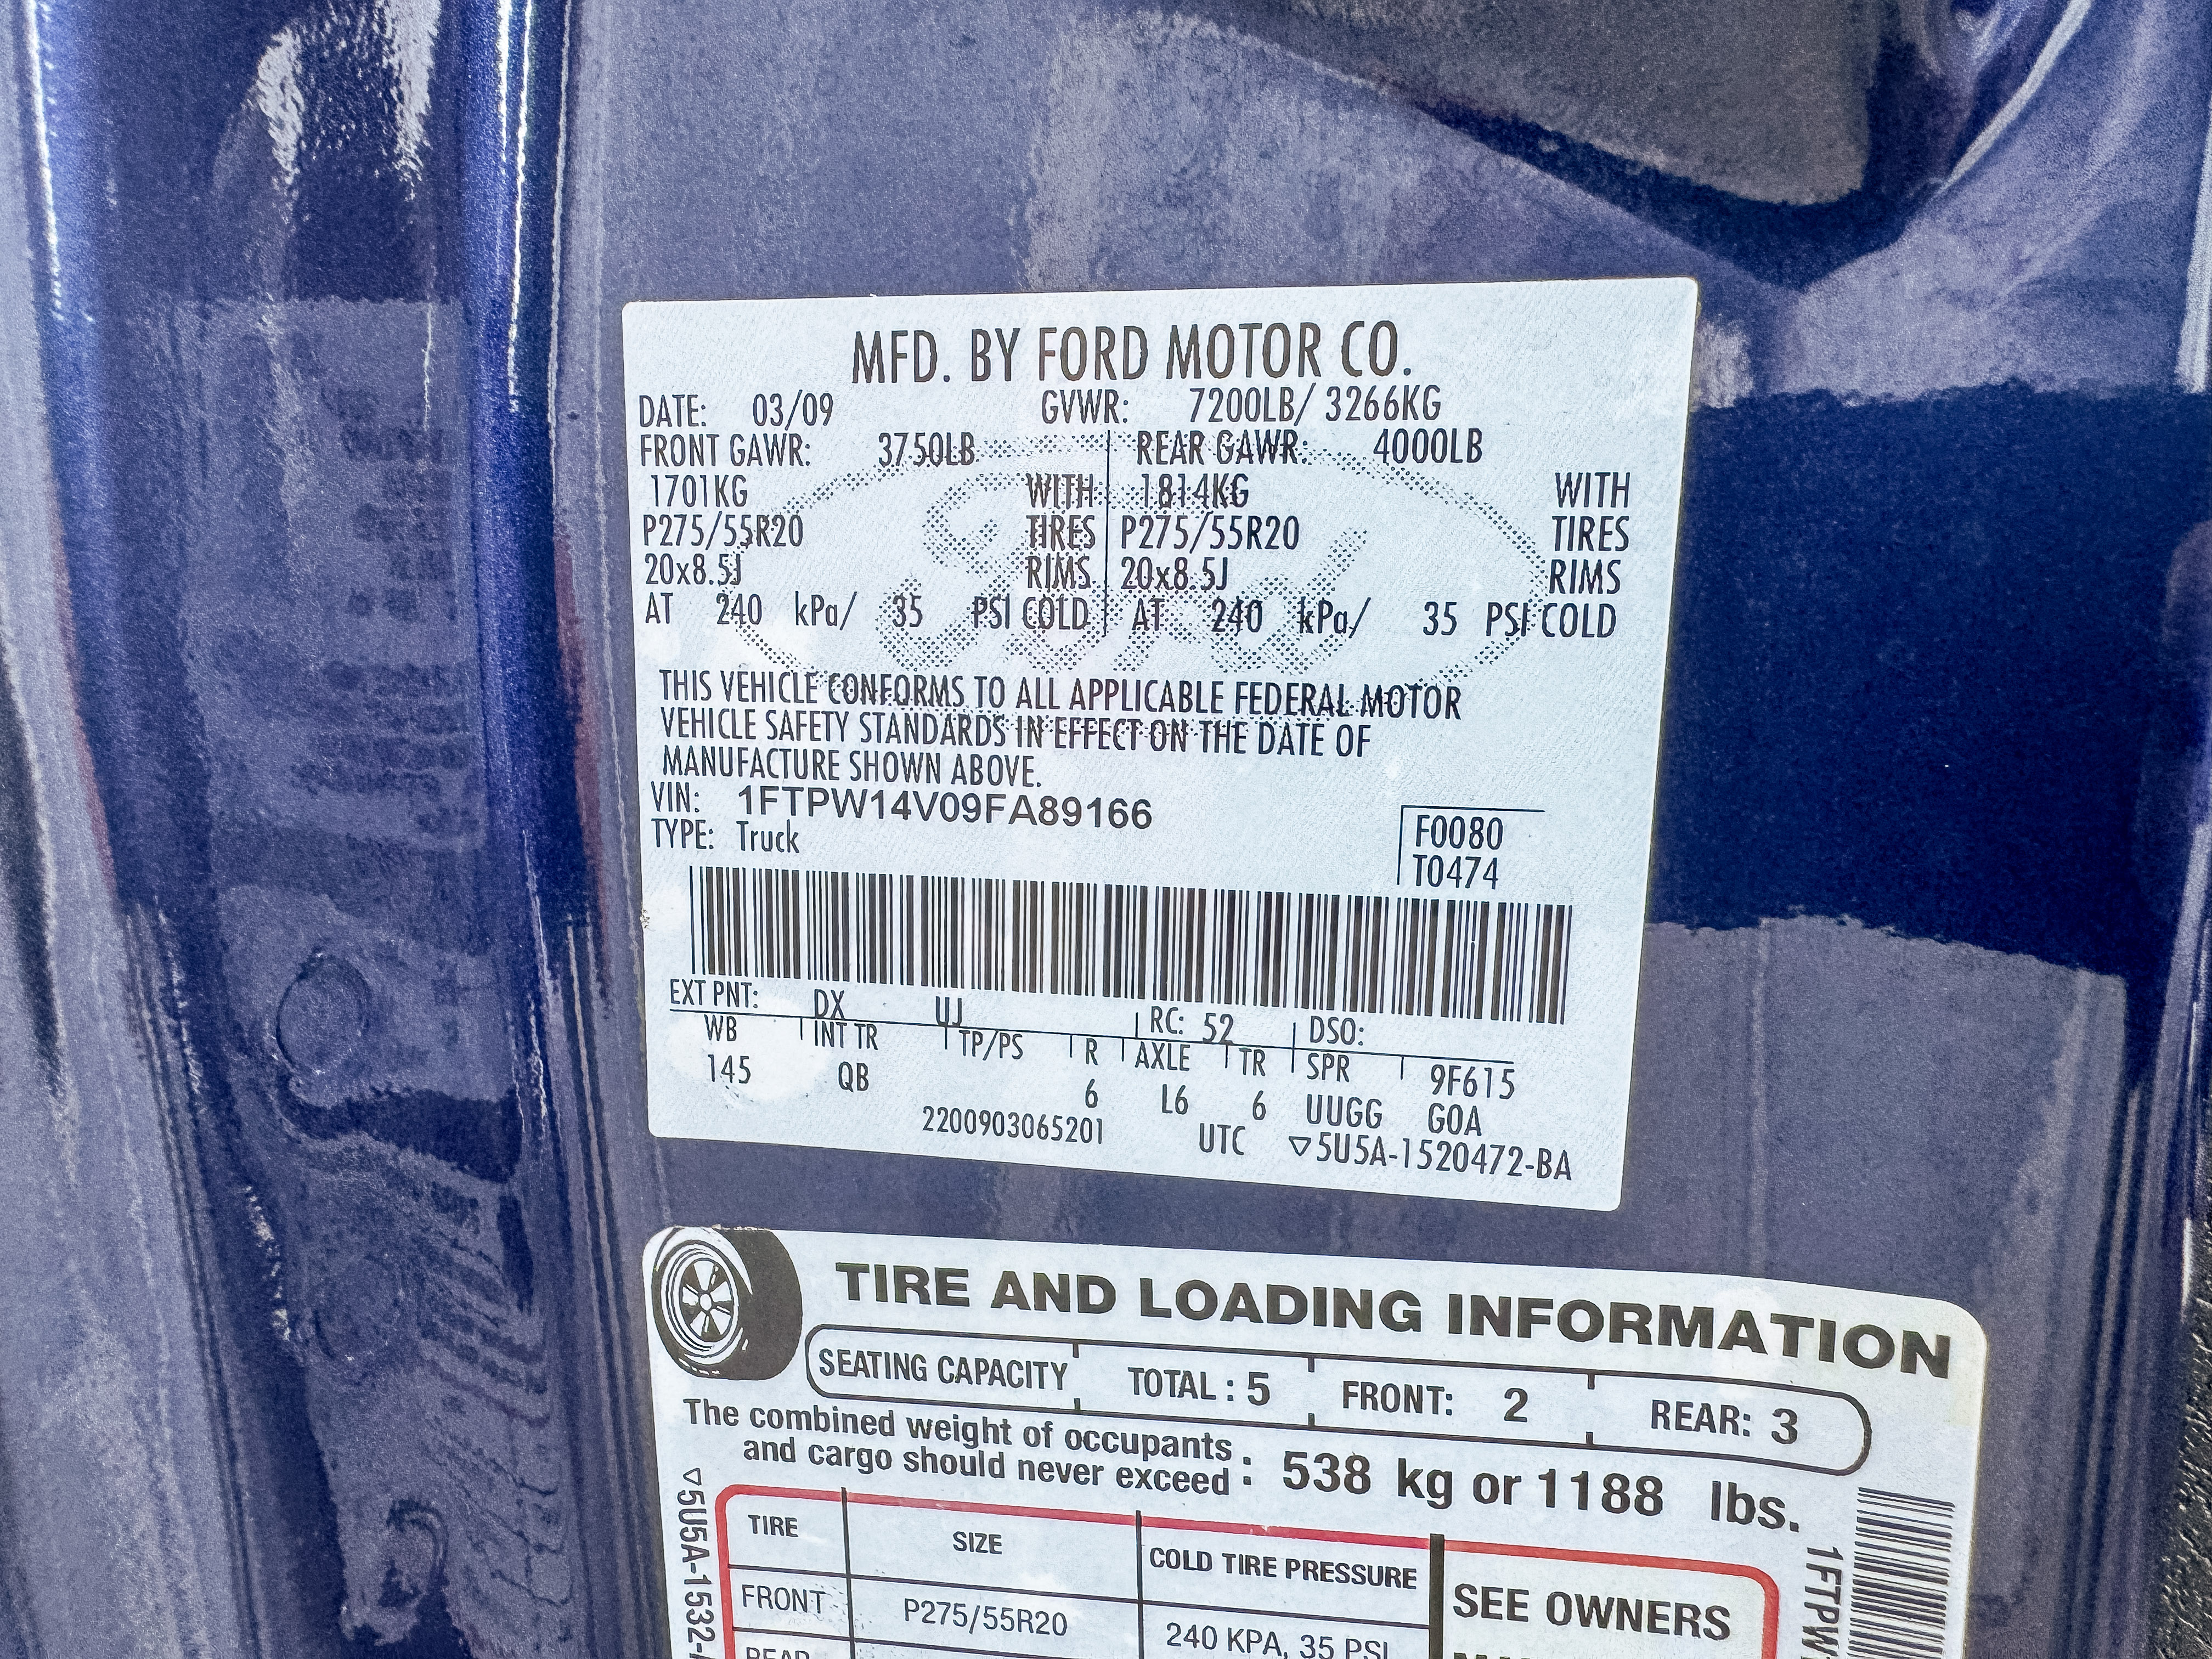 MFD. BY FORD MOTOR CO.
DATE: 03/09 GVWR: 7200LB/ 3266KG
FRONT GAWR: 3750LB REAR GAWR: 4000LB
1701KG WITH 1814KG WITH
P275/55R20 TIRES P275/55R20 TIRES
20x8.5J RIMS 20x8.5J RIMS
AT 240 kPa/ 35 PSI COLD AT 240 kPa/ 35 PSI COLD
Ford
THIS VEHICLE CONFORMS TO ALL APPLICABLE FEDERAL MOTOR
VEHICLE SAFETY STANDARDS IN EFFECT ON THE DATE OF
MANUFACTURE SHOWN ABOVE.
VIN: 1FTPW14V09FA89166
TYPE: Truck
F0080
T0474
EXT PNT: DX UJ RC: 52 DSO:
WB INT TR TP/PS R AXLE TR SPR 9F615
145 QB 6 L6 6 UUGG GOA
2200903065201 UTC ▽5U5A-1520472-BA
TIRE AND LOADING INFORMATION
SEATING CAPACITY TOTAL : 5 FRONT: 2 REAR: 3
The combined weight of occupants
and cargo should never exceed : 538 kg or 1188 lbs.
TIRE SIZE COLD TIRE PRESSURE SEE OWNERS
FRONT P275/55R20 240 KPA, 35 PSI
REAR
▽5U5A-1532-
1FTPW